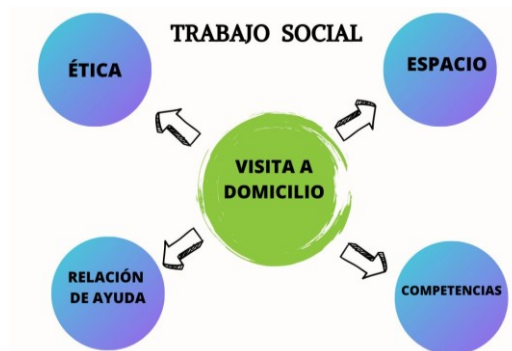 TRABAJO SOCIAL
ÉTICA
ESPACIO
VISITA A
DOMICILIO
RELACIÓN
DE AYUDA
COMPETENCIAS